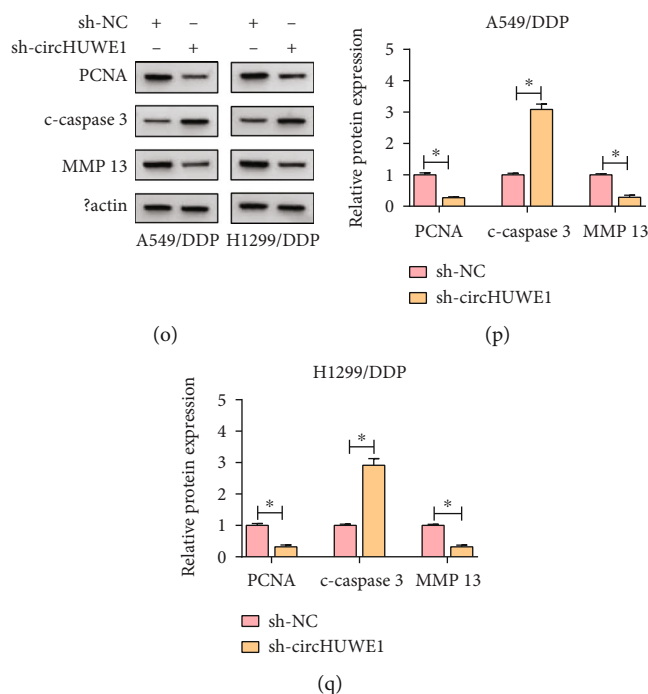 sh-NC + – + –
sh-circHUWE1 – + – +
PCNA
c-caspase 3
MMP 13
?actin
A549/DDP H1299/DDP
(o)
A549/DDP
Relative protein expression
5
4
3
2
1
0
* * *
PCNA c-caspase 3 MMP 13
sh-NC
sh-circHUWE1
(p)
H1299/DDP
Relative protein expression
5
4
3
2
1
0
* * *
PCNA c-caspase 3 MMP 13
sh-NC
sh-circHUWE1
(q)